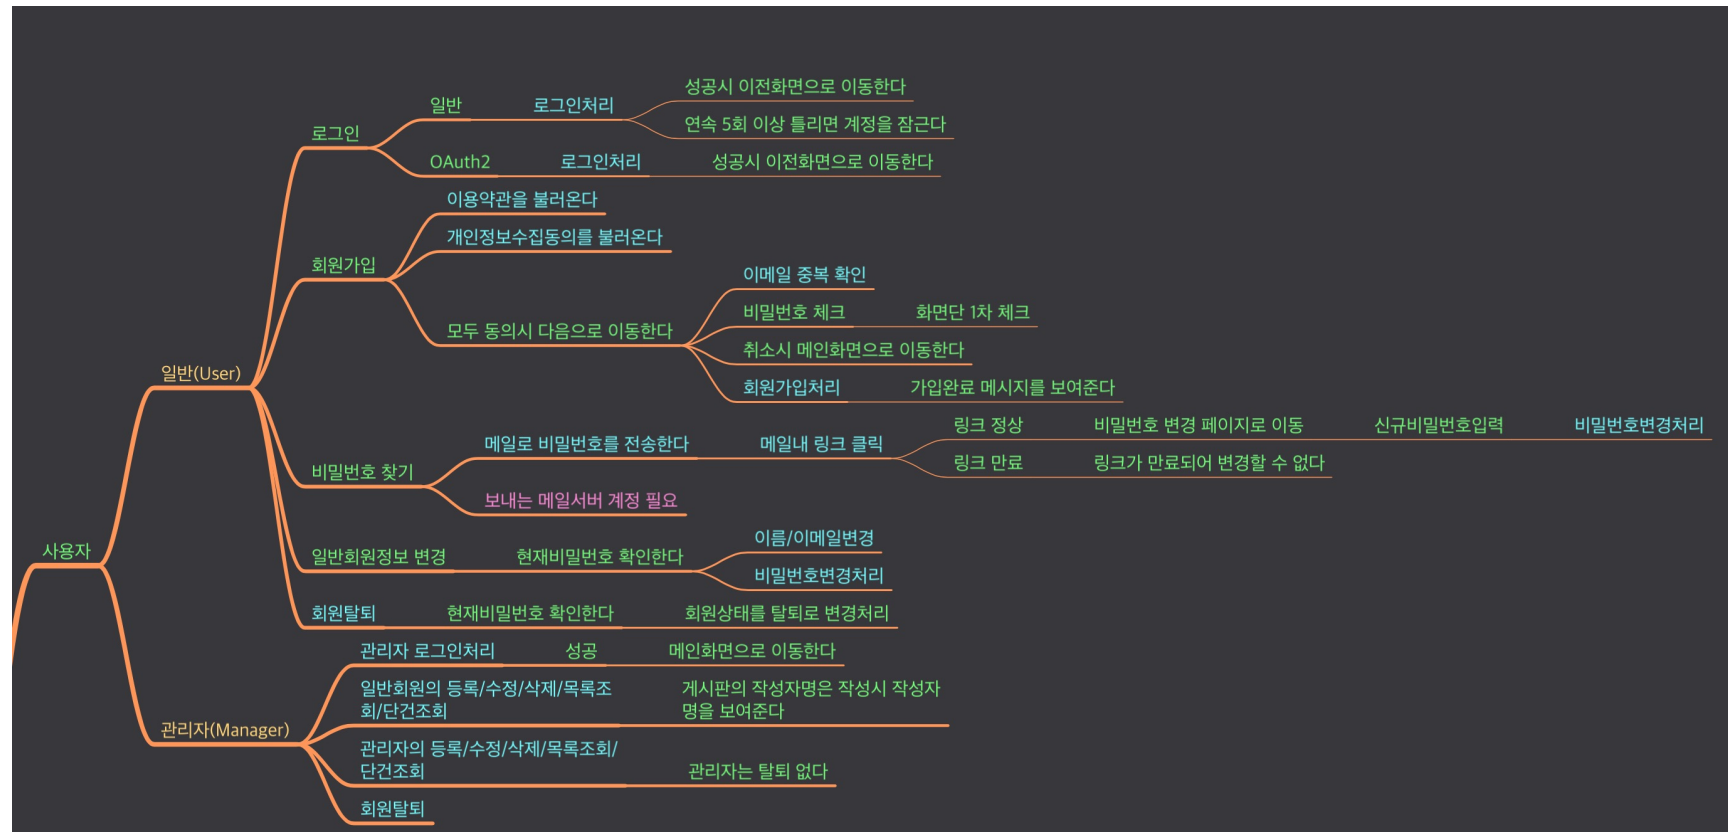 성공시 이전화면으로 이동한다
일반
로그인처리
연속 5회 이상 틀리면 계정을 잠근다
로그인
OAuth2
로그인처리
성공시 이전화면으로 이동한다
이용약관을 불러온다
개인정보수집동의를 불러온다
회원가입
이메일 중복 확인
비밀번호 체크
화면단 1차 체크
모두 동의시 다음으로 이동한다
취소시 메인화면으로 이동한다
일반(User)
회원가입처리
가입완료 메시지를 보여준다
링크 정상
비밀번호 변경 페이지로 이동
신규비밀번호입력
비밀번호변경처리
메일로 비밀번호를 전송한다
메일내 링크 클릭
링크 만료
링크가 만료되어 변경할 수 없다
비밀번호 찾기
보내는 메일서버 계정 필요
이름/이메일변경
사용자
일반회원정보 변경
현재비밀번호 확인한다
비밀번호변경처리
회원탈퇴
현재비밀번호 확인한다
회원상태를 탈퇴로 변경처리
관리자 로그인처리
성공
메인화면으로 이동한다
일반회원의 등록/수정/삭제/목록조
회/단건조회
게시판의 작성자명은 작성시 작성자
명을 보여준다
관리자(Manager)
관리자의 등록/수정/삭제/목록조회/
단건조회
관리자는 탈퇴 없다
회원탈퇴